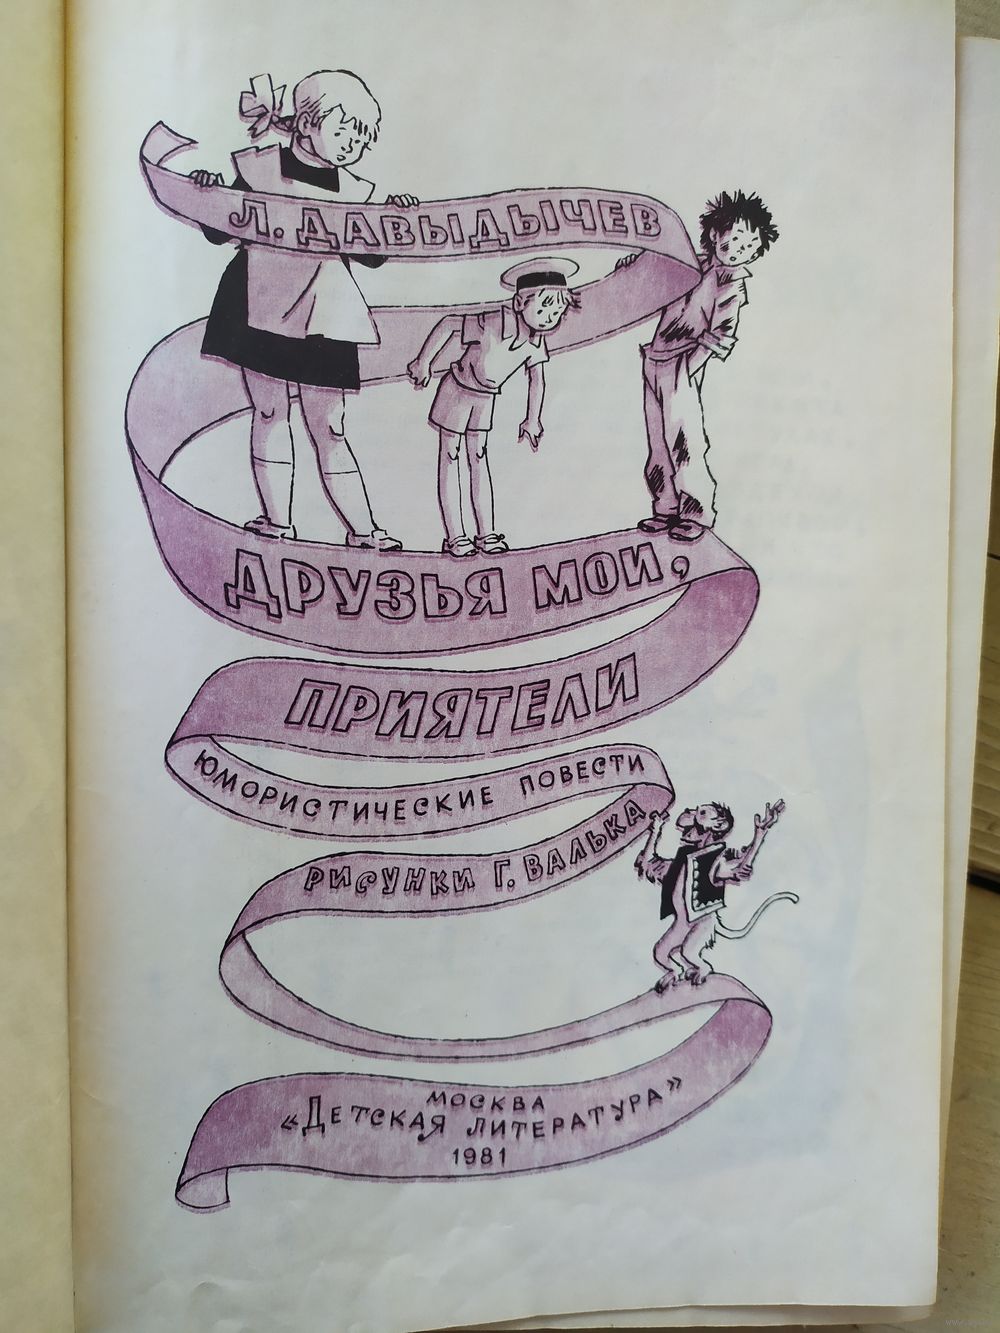 Л. ДАВЫДЫЧЕВ
ДРУЗЬЯ МОИ,
ПРИЯТЕЛИ
ЮМОРИСТИЧЕСКИЕ ПОВЕСТИ
РИСУНКИ Г. ВАЛЬКА
МОСКВА
«ДЕТСКАЯ ЛИТЕРАТУРА»
1981